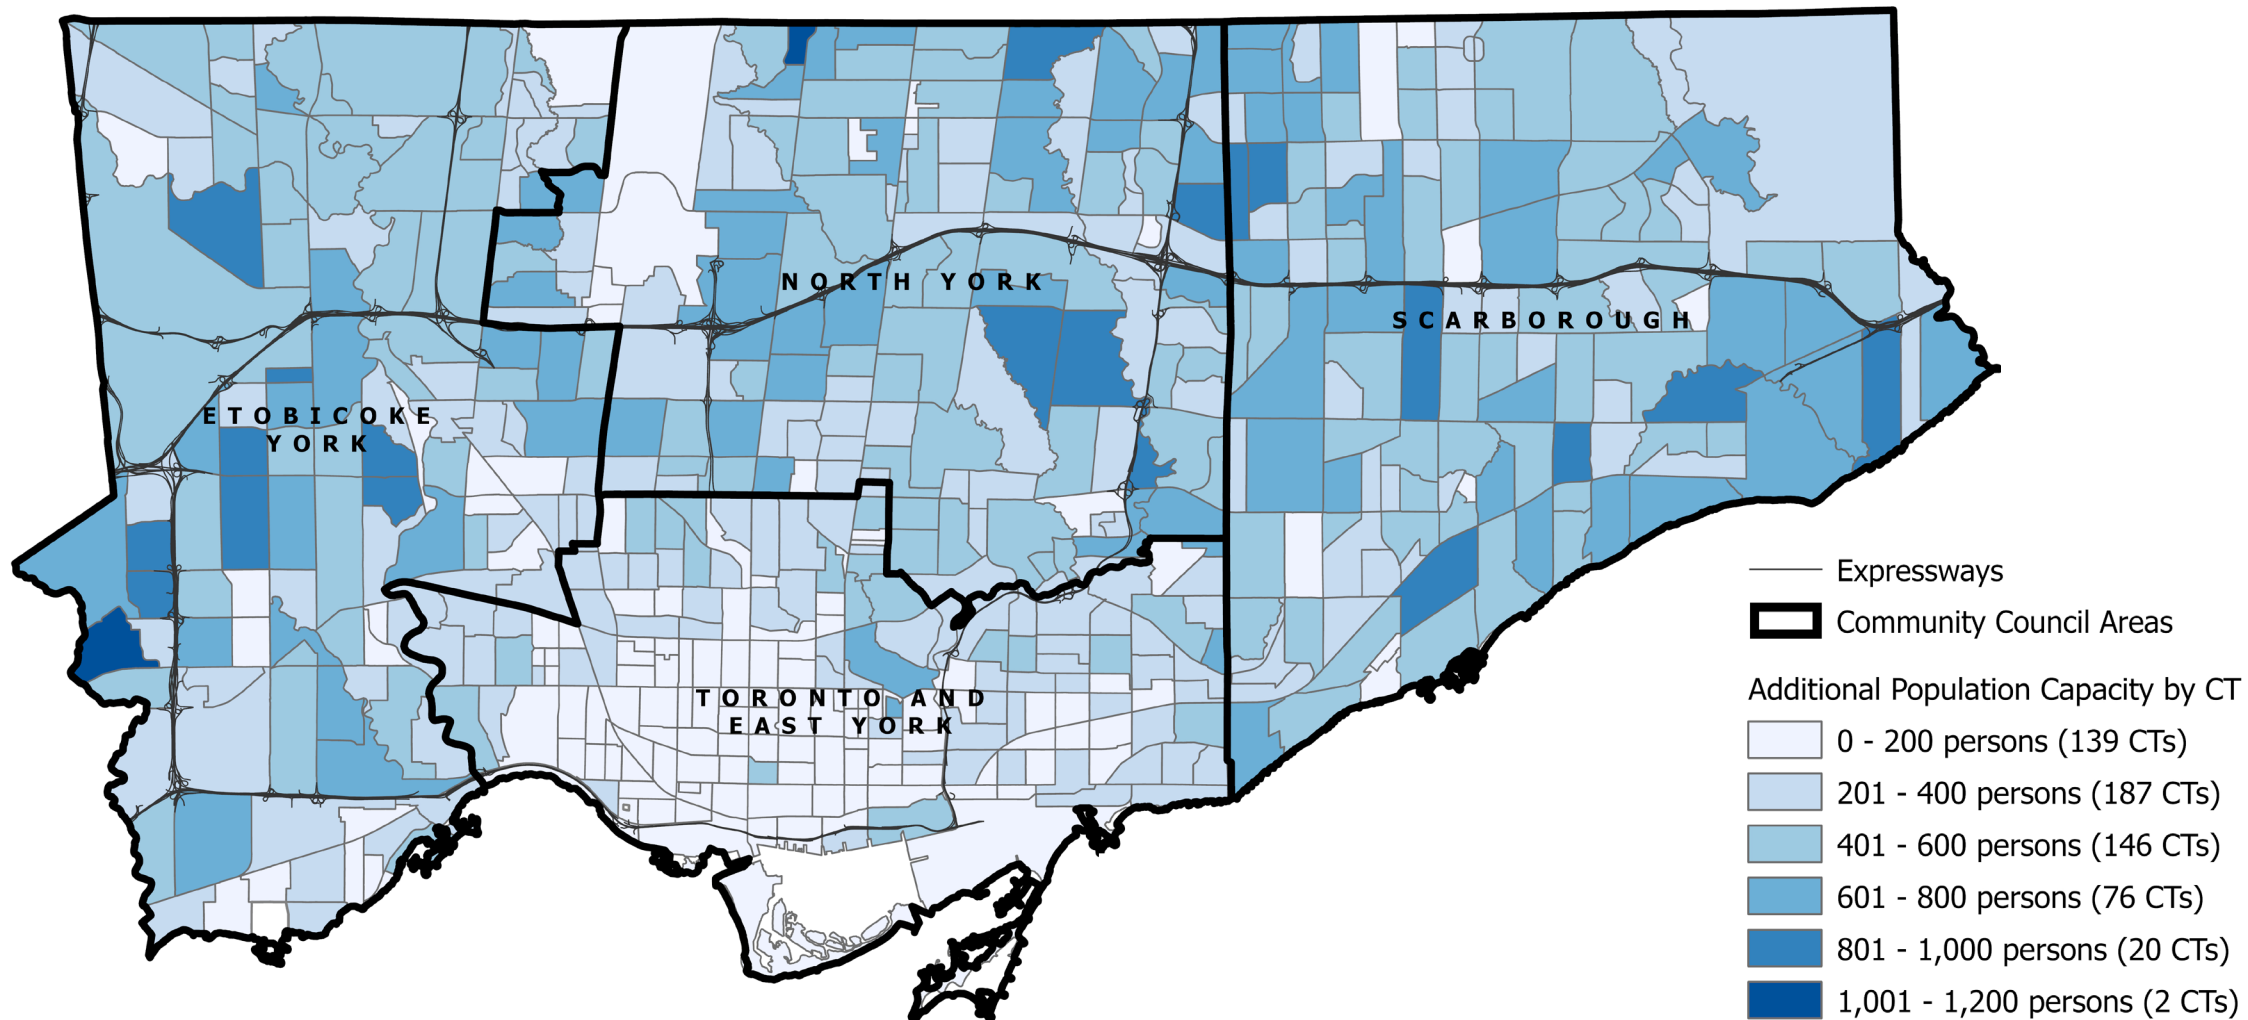 NORTH YORK
SCARBOROUGH
ETOBICOKE
YORK
TORONTO AND
EAST YORK
Expressways
Community Council Areas
Additional Population Capacity by CT
0 - 200 persons (139 CTs)
201 - 400 persons (187 CTs)
401 - 600 persons (146 CTs)
601 - 800 persons (76 CTs)
801 - 1,000 persons (20 CTs)
1,001 - 1,200 persons (2 CTs)